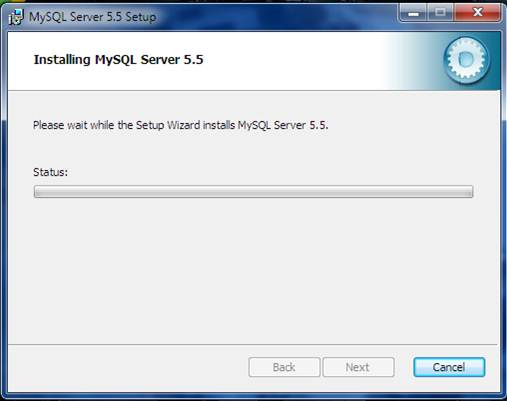 MySQL Server 5.5 Setup
Installing MySQL Server 5.5
Please wait while the Setup Wizard installs MySQL Server 5.5.
Status:
Back
Next
Cancel